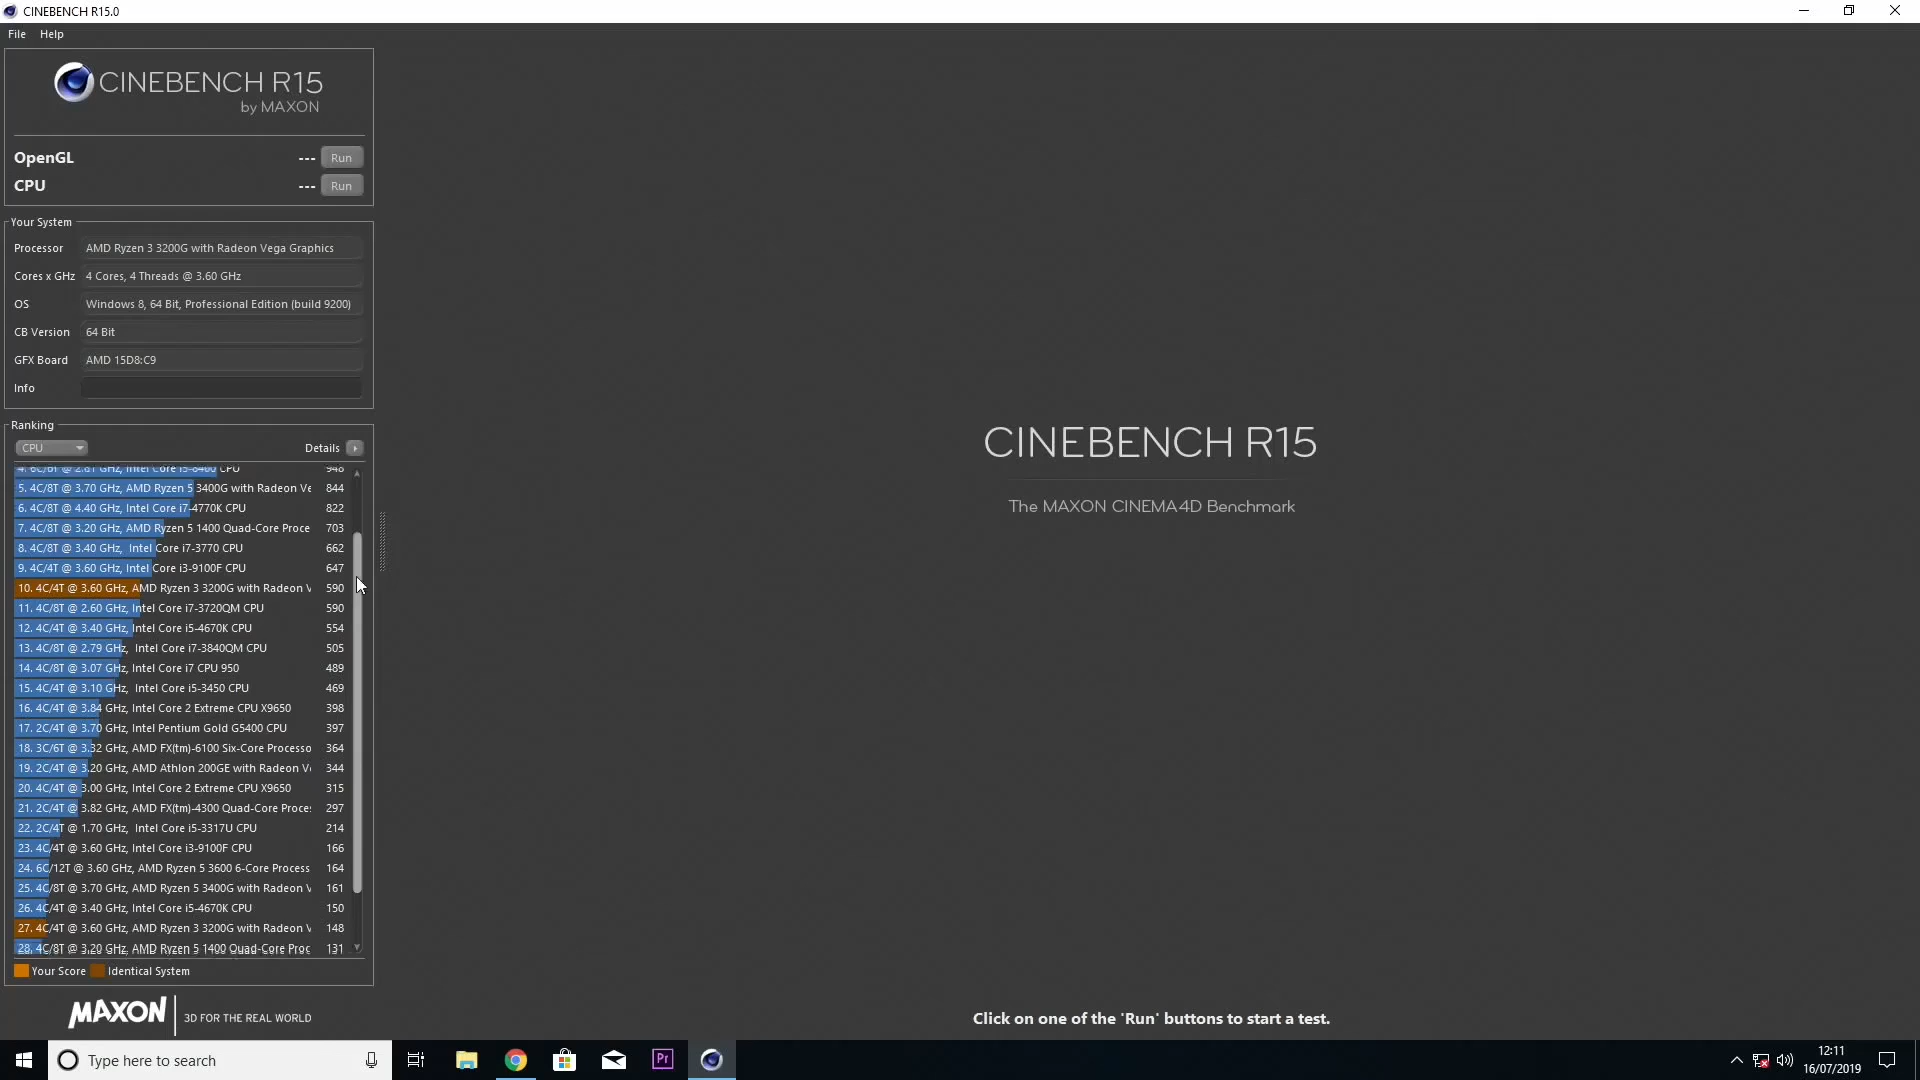 CINEBENCH R15.0
File Help
CINEBENCH R15
by MAXON
OpenGL --- Run
CPU --- Run
Your System
Processor AMD Ryzen 3 3200G with Radeon Vega Graphics
Cores x GHz 4 Cores, 4 Threads @ 3.60 GHz
OS Windows 8, 64 Bit, Professional Edition (build 9200)
CB Version 64 Bit
GFX Board AMD 15D8:C9
Info
Ranking
CPU Details
4. 6C/6T @ 2.81 GHz, Intel Core i5-8400 CPU 948
5. 4C/8T @ 3.70 GHz, AMD Ryzen 5 3400G with Radeon Ve 844
6. 4C/8T @ 4.40 GHz, Intel Core i7-4770K CPU 822
7. 4C/8T @ 3.20 GHz, AMD Ryzen 5 1400 Quad-Core Proce 703
8. 4C/8T @ 3.40 GHz, Intel Core i7-3770 CPU 662
9. 4C/4T @ 3.60 GHz, Intel Core i3-9100F CPU 647
10. 4C/4T @ 3.60 GHz, AMD Ryzen 3 3200G with Radeon V 590
11. 4C/8T @ 2.60 GHz, Intel Core i7-3720QM CPU 590
12. 4C/4T @ 3.40 GHz, Intel Core i5-4670K CPU 554
13. 4C/8T @ 2.79 GHz, Intel Core i7-3840QM CPU 505
14. 4C/8T @ 3.07 GHz, Intel Core i7 CPU 950 489
15. 4C/4T @ 3.10 GHz, Intel Core i5-3450 CPU 469
16. 4C/4T @ 3.84 GHz, Intel Core 2 Extreme CPU X9650 398
17. 2C/4T @ 3.70 GHz, Intel Pentium Gold G5400 CPU 397
18. 3C/6T @ 3.32 GHz, AMD FX(tm)-6100 Six-Core Processo 364
19. 2C/4T @ 3.20 GHz, AMD Athlon 200GE with Radeon V 344
20. 4C/4T @ 3.00 GHz, Intel Core 2 Extreme CPU X9650 315
21. 2C/4T @ 3.82 GHz, AMD FX(tm)-4300 Quad-Core Proce 297
22. 2C/4T @ 1.70 GHz, Intel Core i5-3317U CPU 214
23. 4C/4T @ 3.60 GHz, Intel Core i3-9100F CPU 166
24. 6C/12T @ 3.60 GHz, AMD Ryzen 5 3600 6-Core Process 164
25. 4C/8T @ 3.70 GHz, AMD Ryzen 5 3400G with Radeon V 161
26. 4C/4T @ 3.40 GHz, Intel Core i5-4670K CPU 150
27. 4C/4T @ 3.60 GHz, AMD Ryzen 3 3200G with Radeon V 148
28. 4C/8T @ 3.20 GHz, AMD Ryzen 5 1400 Quad-Core Proc 131
Your Score Identical System
MAXON 3D FOR THE REAL WORLD
CINEBENCH R15
The MAXON CINEMA4D Benchmark
Click on one of the 'Run' buttons to start a test.
Type here to search
Pr
12:11
16/07/2019